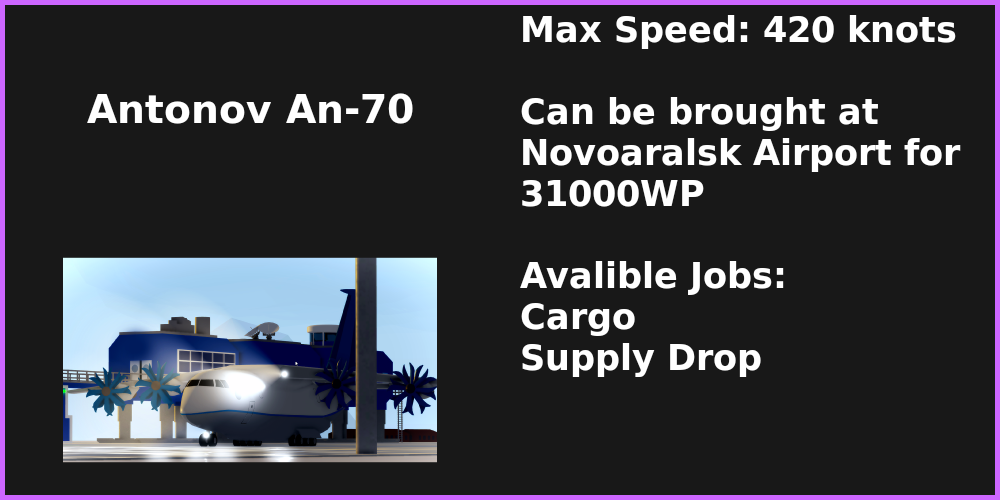 Antonov An-70
Max Speed: 420 knots
Can be brought at
Novoaralsk Airport for
31000WP
Avalible Jobs:
Cargo
Supply Drop